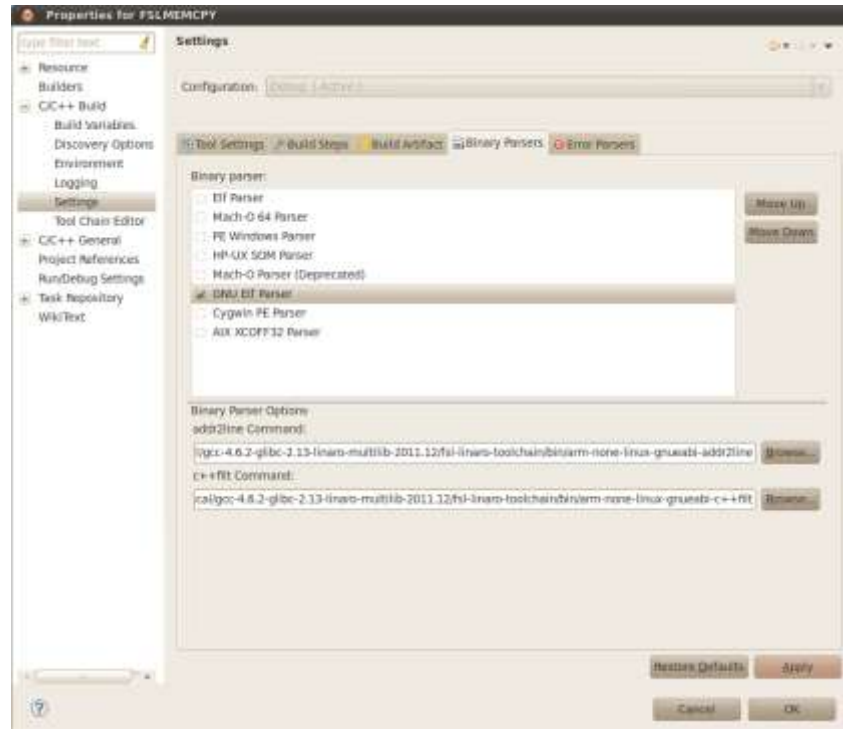 Properties for FSLMEMCPY
type filter text
Resource
Builders
C/C++ Build
Build Variables
Discovery Options
Environment
Logging
Settings
Tool Chain Editor
C/C++ General
Project References
Run/Debug Settings
Task Repository
WikiText
Settings
Configuration: Debug [ Active ]
Tool Settings Build Steps Build Artifact Binary Parsers Error Parsers
Binary parser:
Elf Parser
Mach-O 64 Parser
PE Windows Parser
HP-UX SOM Parser
Mach-O Parser (Deprecated)
GNU Elf Parser
Cygwin PE Parser
AIX XCOFF32 Parser
Move Up
Move Down
Binary Parser Options
addr2line Command:
/gcc-4.6.2-glibc-2.13-linaro-multilib-2011.12/fsl-linaro-toolchain/bin/arm-none-linux-gnueabi-addr2line Browse...
c++filt Command:
cal/gcc-4.6.2-glibc-2.13-linaro-multilib-2011.12/fsl-linaro-toolchain/bin/arm-none-linux-gnueabi-c++filt Browse...
Restore Defaults Apply
Cancel OK